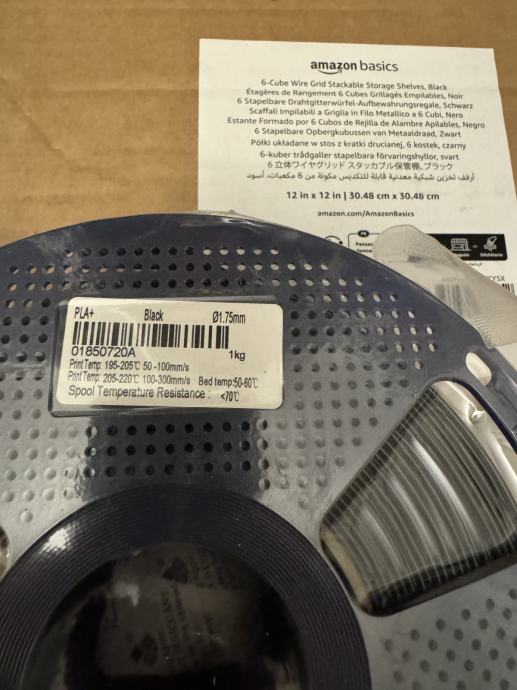 amazon basics
6-Cube Wire Grid Stackable Storage Shelves, Black
Étagères de Rangement 6 Cubes Grillagés Empilables, Noir
6 Stapelbare Drahtgitterwürfel-Aufbewahrungsregale, Schwarz
Scaffali Impilabili a Griglia in Filo Metallico a 6 Cubi, Nero
Estante Formado por 6 Cubos de Rejilla de Alambre Apilables, Negro
6 Stapelbare Opbergkubussen van Metaaldraad, Zwart
Półki układane w stos z kratki drucianej, 6 kostek, czarny
6-kuber trådgaller stapelbara förvaringshyllor, svart
6 立体ワイヤグリッド スタッカブル保管棚, ブラック
أرفف تخزين شبكية معدنية قابلة للتكديس مكونة من 6 مكعبات، أسود
12 in x 12 in | 30.48 cm x 30.48 cm
amazon.com/AmazonBasics
FR
PLA+ Black Ø1.75mm
01850720A 1kg
Print Temp: 195-205℃ 50 -100mm/s
Print Temp: 205-220℃ 100-300mm/s Bed temp:50-60℃
Spool Temperature Resistance : <70℃